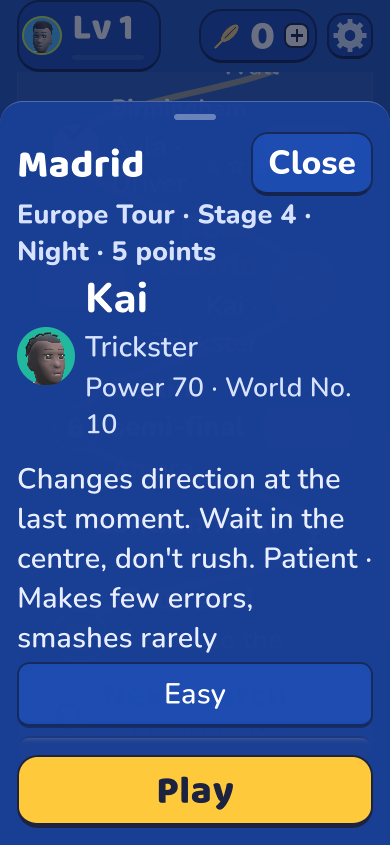 Lv 1
0
Madrid
Close
Europe Tour · Stage 4 ·
Night · 5 points
Kai
Trickster
Power 70 · World No.
10
Changes direction at the
last moment. Wait in the
centre, don't rush. Patient ·
Makes few errors,
smashes rarely
Easy
Play